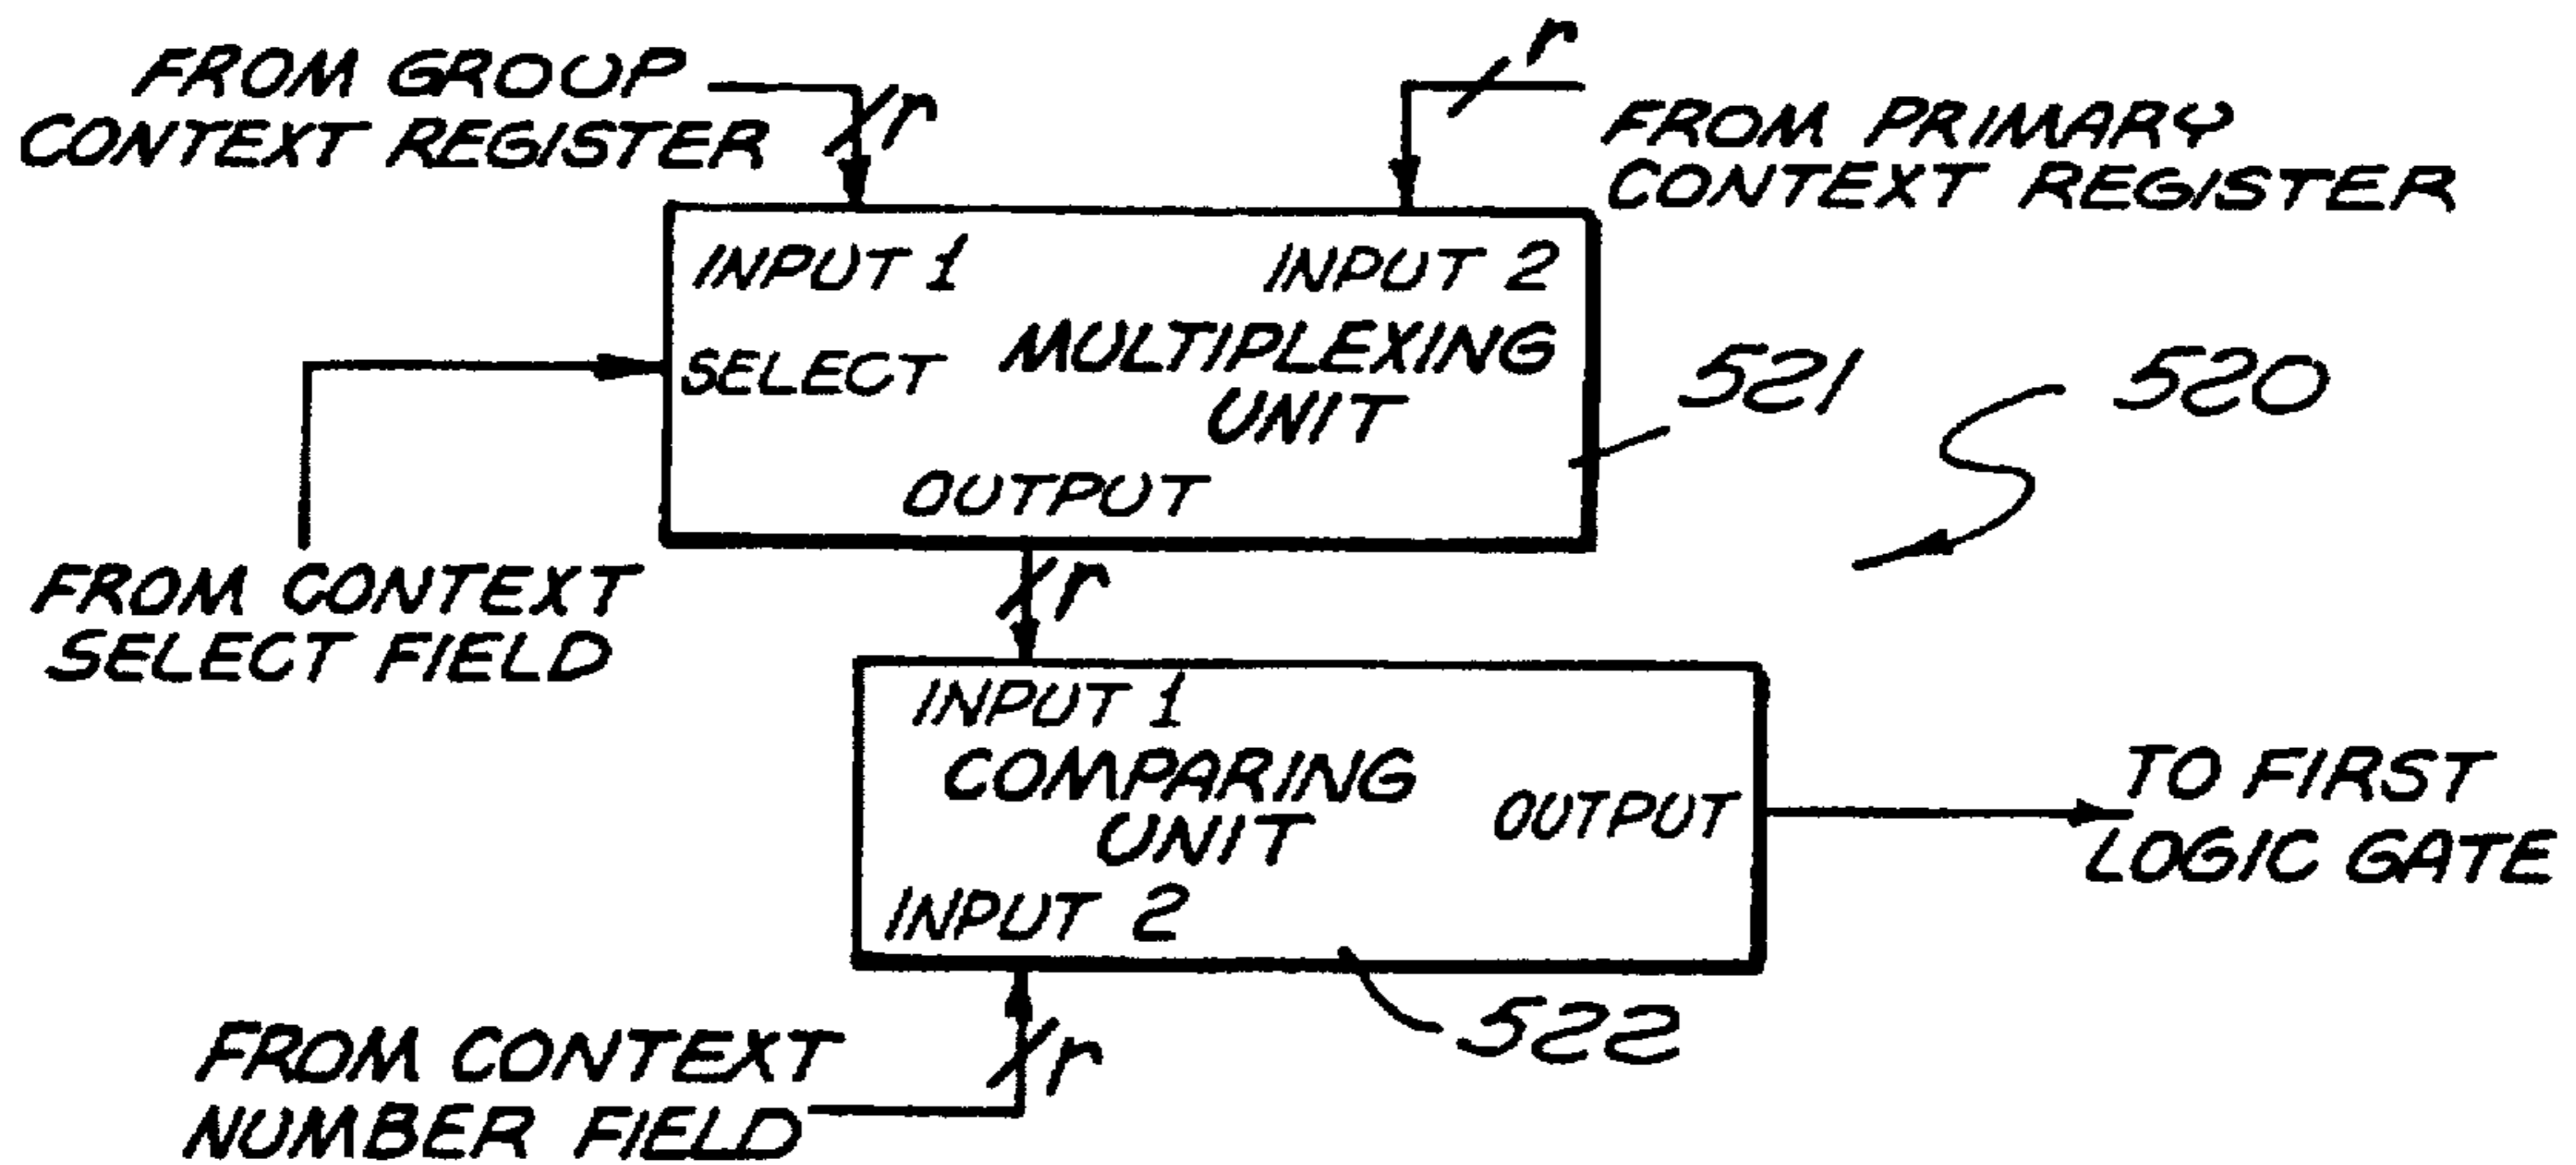 FROM GROUP
CONTEXT REGISTER
r
r
FROM PRIMARY
CONTEXT REGISTER
INPUT 1
INPUT 2
SELECT
MULTIPLEXING
UNIT
OUTPUT
521
520
FROM CONTEXT
SELECT FIELD
r
INPUT 1
COMPARING
UNIT
OUTPUT
INPUT 2
TO FIRST
LOGIC GATE
522
FROM CONTEXT
NUMBER FIELD
r